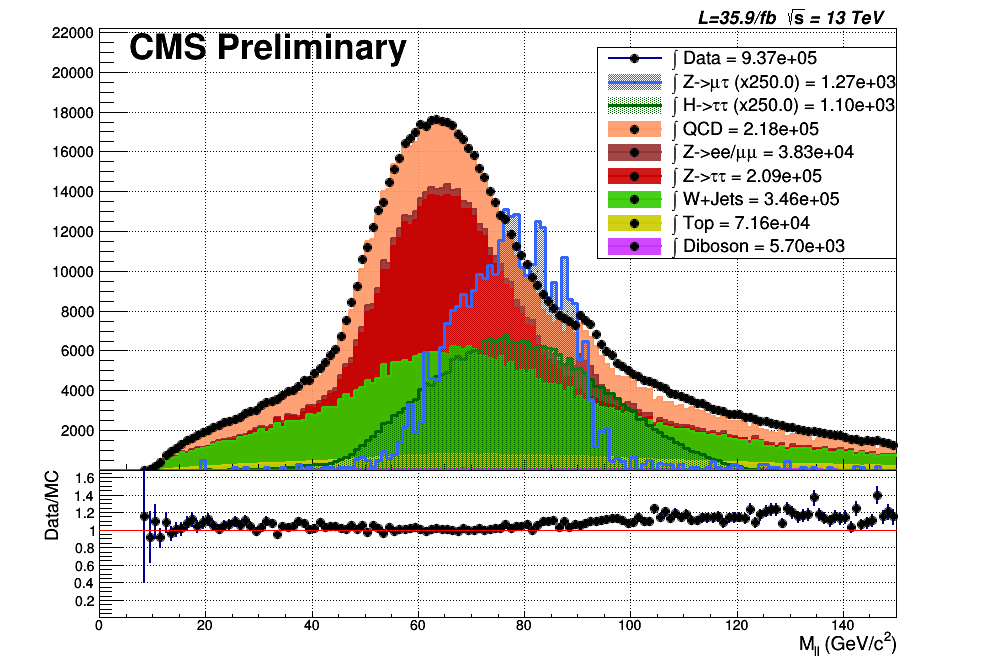 L=35.9/fb √s = 13 TeV
CMS Preliminary
∫ Data = 9.37e+05
∫ Z->μτ (x250.0) = 1.27e+03
∫ H->ττ (x250.0) = 1.10e+03
∫ QCD = 2.18e+05
∫ Z->ee/μμ = 3.83e+04
∫ Z->ττ = 2.09e+05
∫ W+Jets = 3.46e+05
∫ Top = 7.16e+04
∫ Diboson = 5.70e+03
22000
20000
18000
16000
14000
12000
10000
8000
6000
4000
2000
Data/MC
1.6
1.4
1.2
1
0.8
0.6
0.4
0.2
0 20 40 60 80 100 120 140
M_ll (GeV/c²)